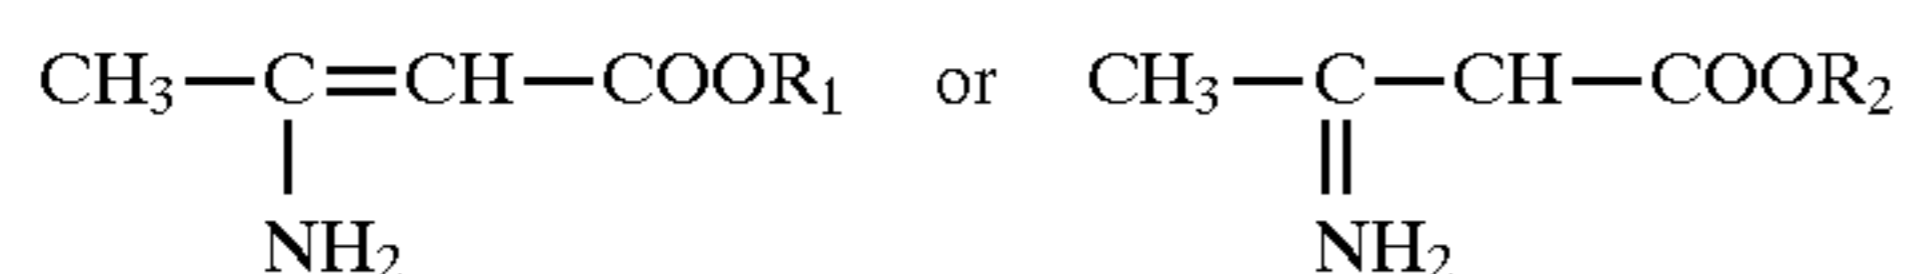 CH₃—C=CH—COOR₁ or CH₃—C—CH—COOR₂
NH₂ NH₂